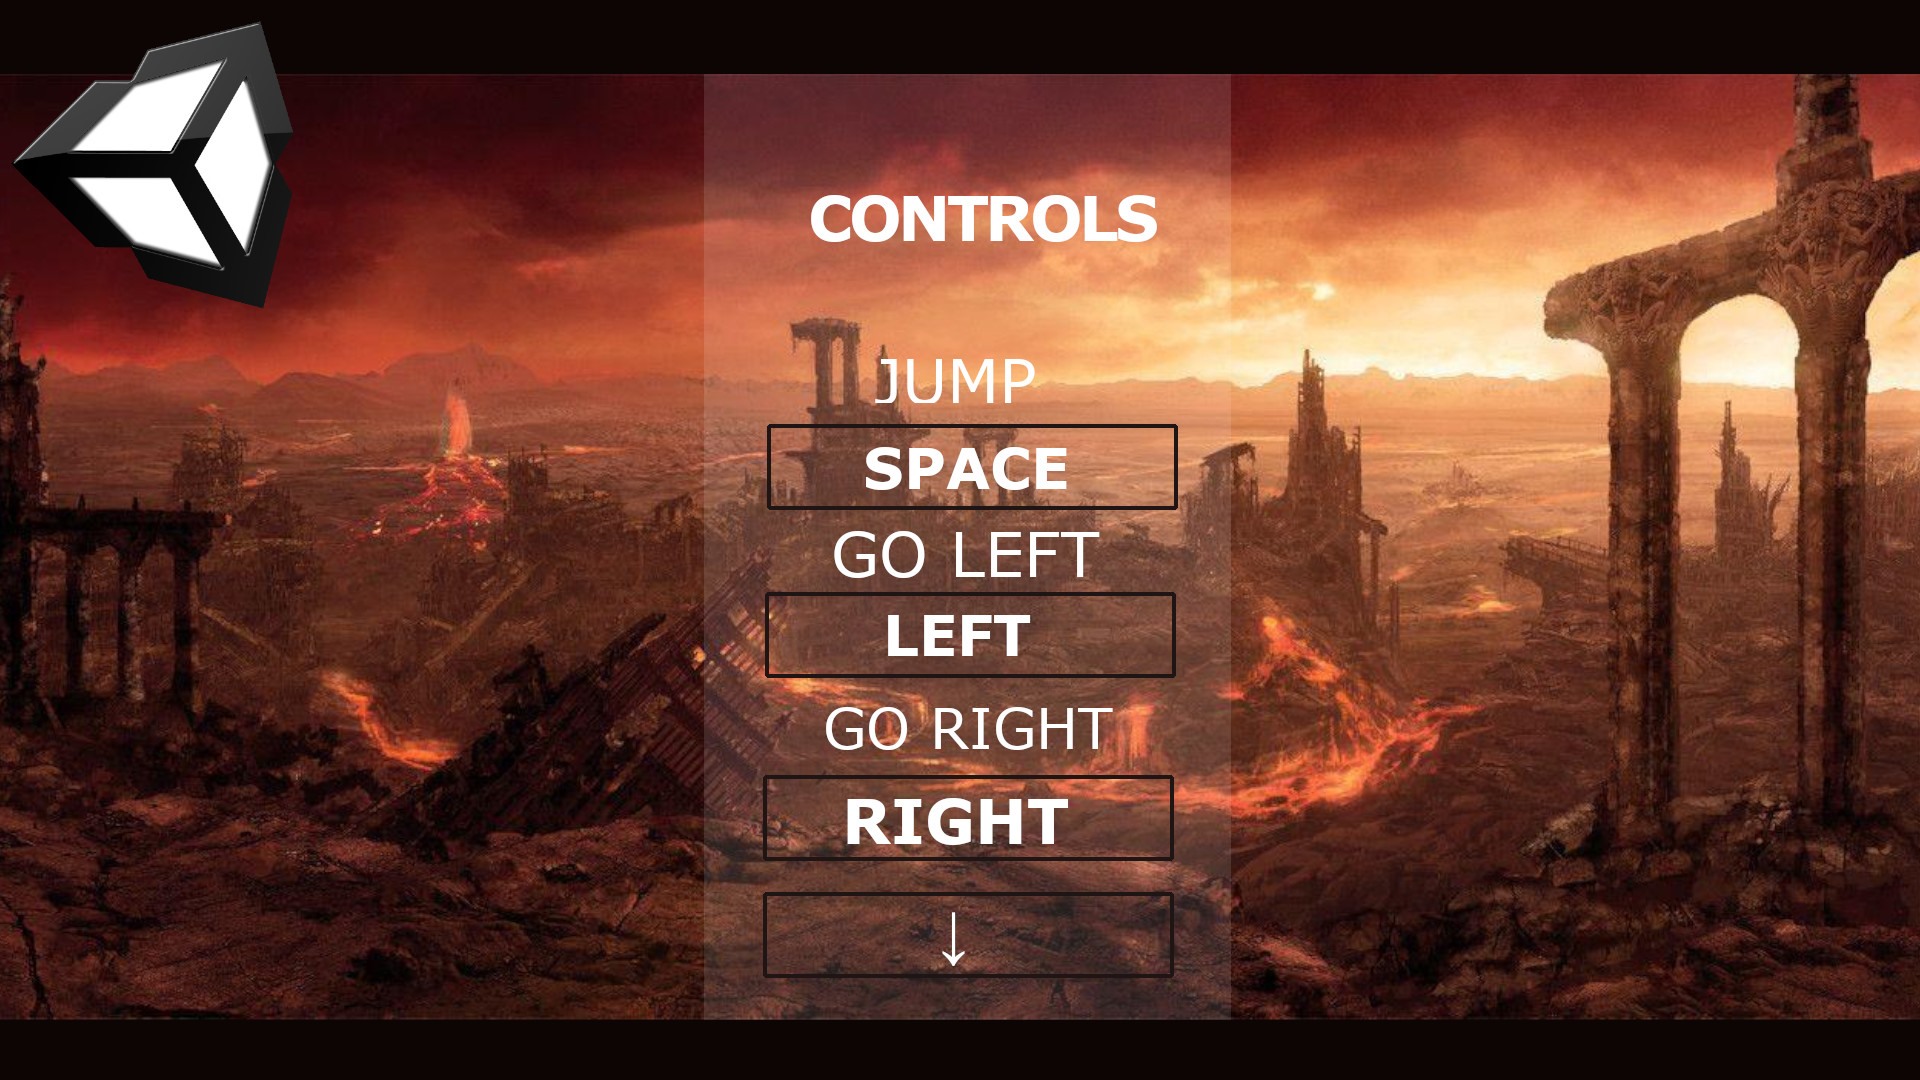 CONTROLS
JUMP
SPACE
GO LEFT
LEFT
GO RIGHT
RIGHT
↓